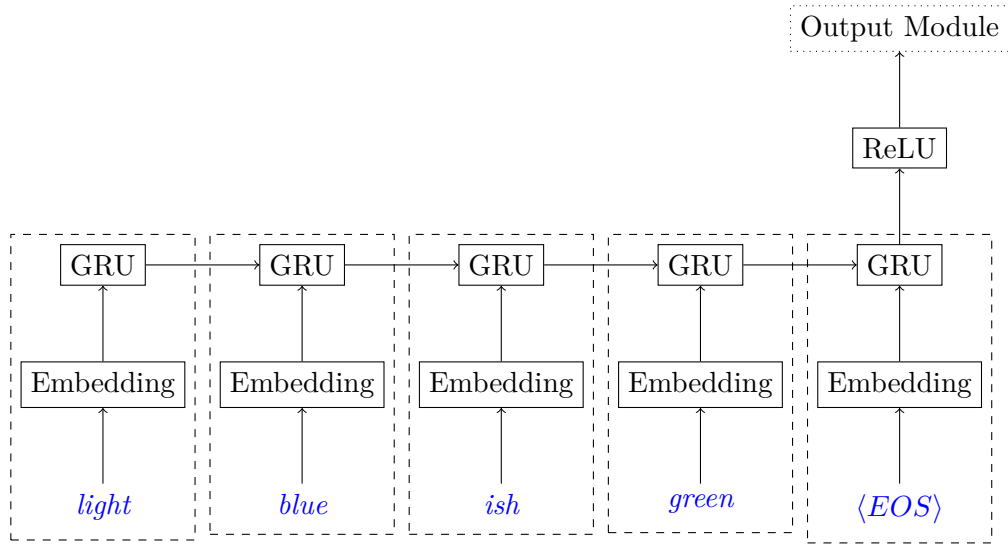 Output Module
ReLU
GRU GRU GRU GRU GRU
Embedding Embedding Embedding Embedding Embedding
light blue ish green ⟨EOS⟩